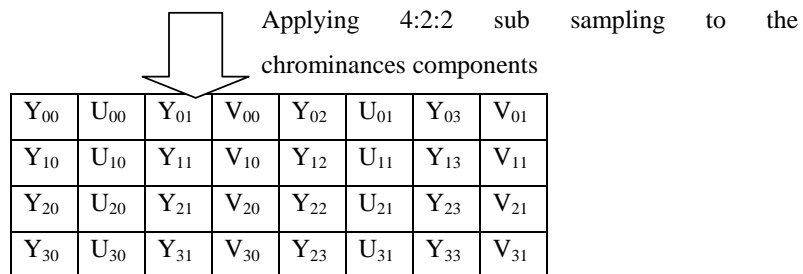 Applying 4:2:2 sub sampling to the
chrominances components
Y₀₀ U₀₀ Y₀₁ V₀₀ Y₀₂ U₀₁ Y₀₃ V₀₁
Y₁₀ U₁₀ Y₁₁ V₁₀ Y₁₂ U₁₁ Y₁₃ V₁₁
Y₂₀ U₂₀ Y₂₁ V₂₀ Y₂₂ U₂₁ Y₂₃ V₂₁
Y₃₀ U₃₀ Y₃₁ V₃₀ Y₂₃ U₃₁ Y₃₃ V₃₁